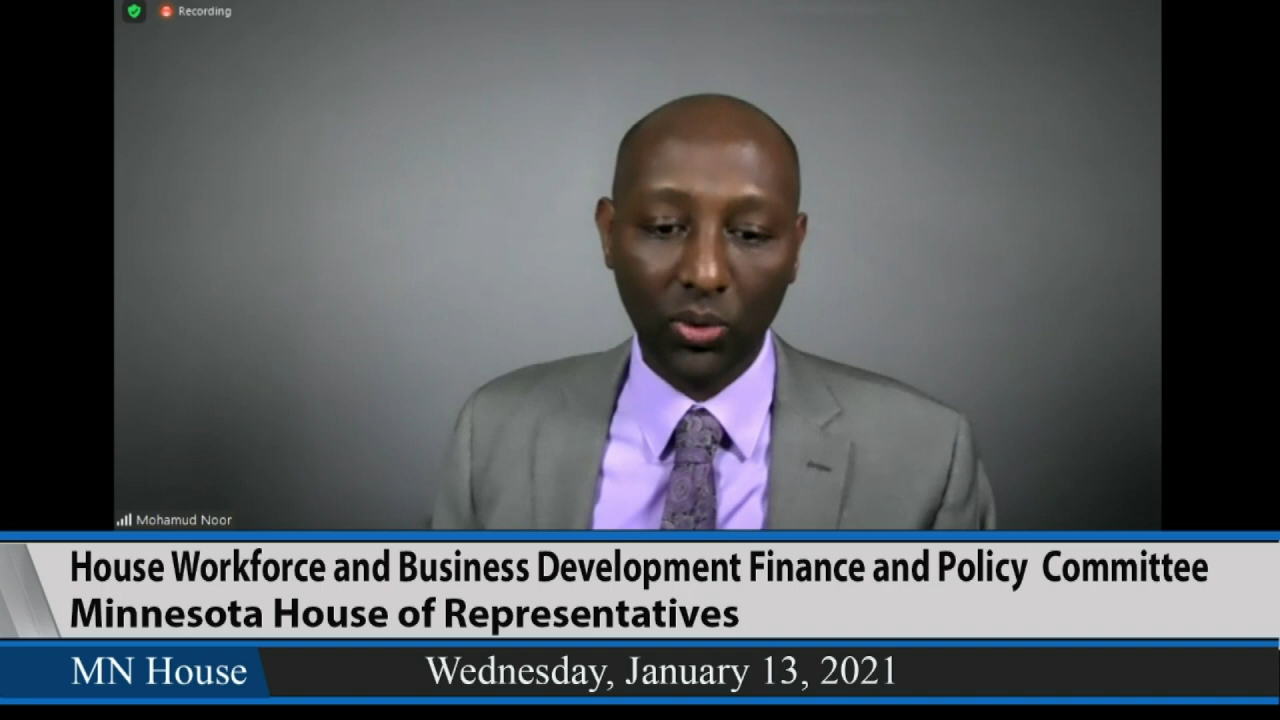 Recording
Mohamud Noor
House Workforce and Business Development Finance and Policy Committee
Minnesota House of Representatives
MN House Wednesday, January 13, 2021